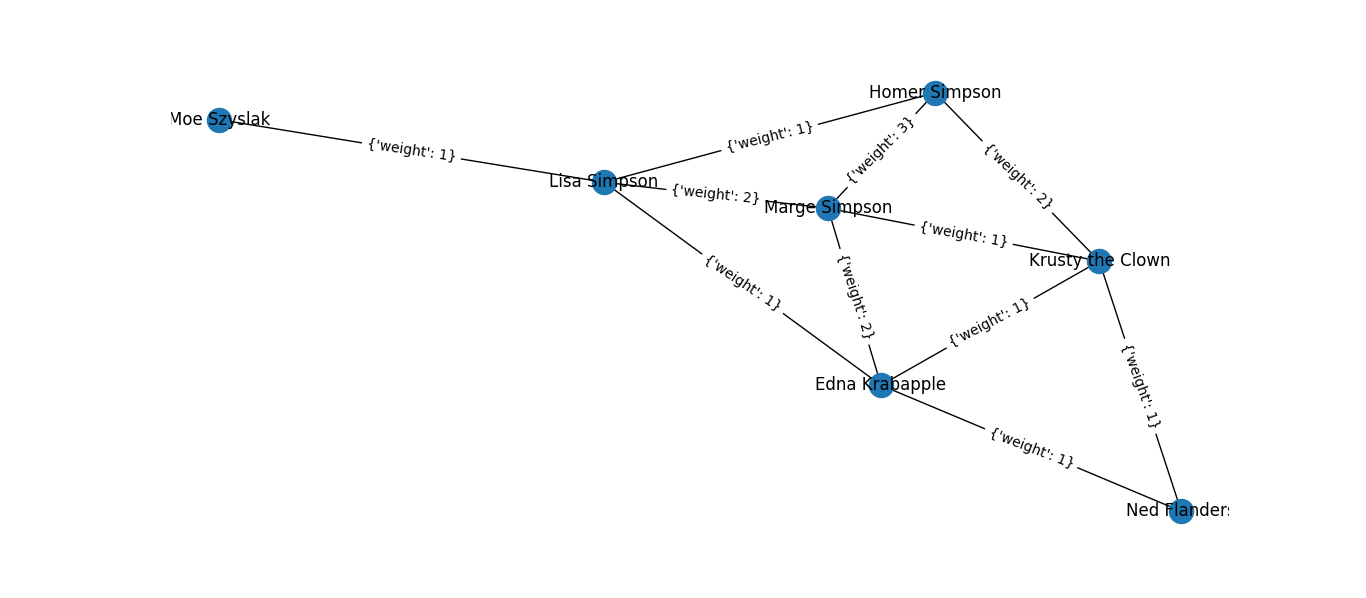 Homer Simpson
Moe Szyslak
{'weight': 1}
{'weight': 3}
{'weight': 1}
{'weight': 2}
Lisa Simpson
{'weight': 2}
Marge Simpson
{'weight': 1}
Krusty the Clown
{'weight': 1}
{'weight': 2}
{'weight': 1}
Edna Krabapple
{'weight': 1}
{'weight': 1}
Ned Flanders